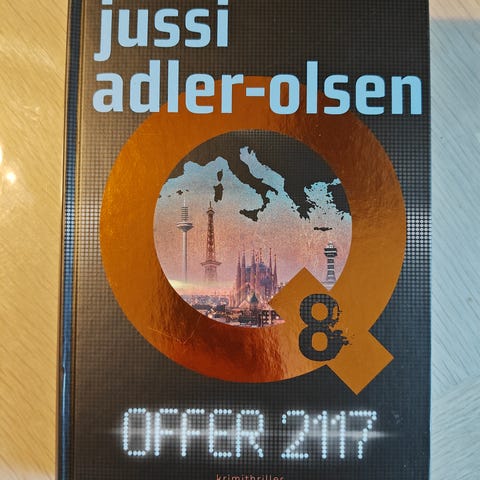 jussi
adler-olsen
Q
8
OFFER 2117
krimithriller